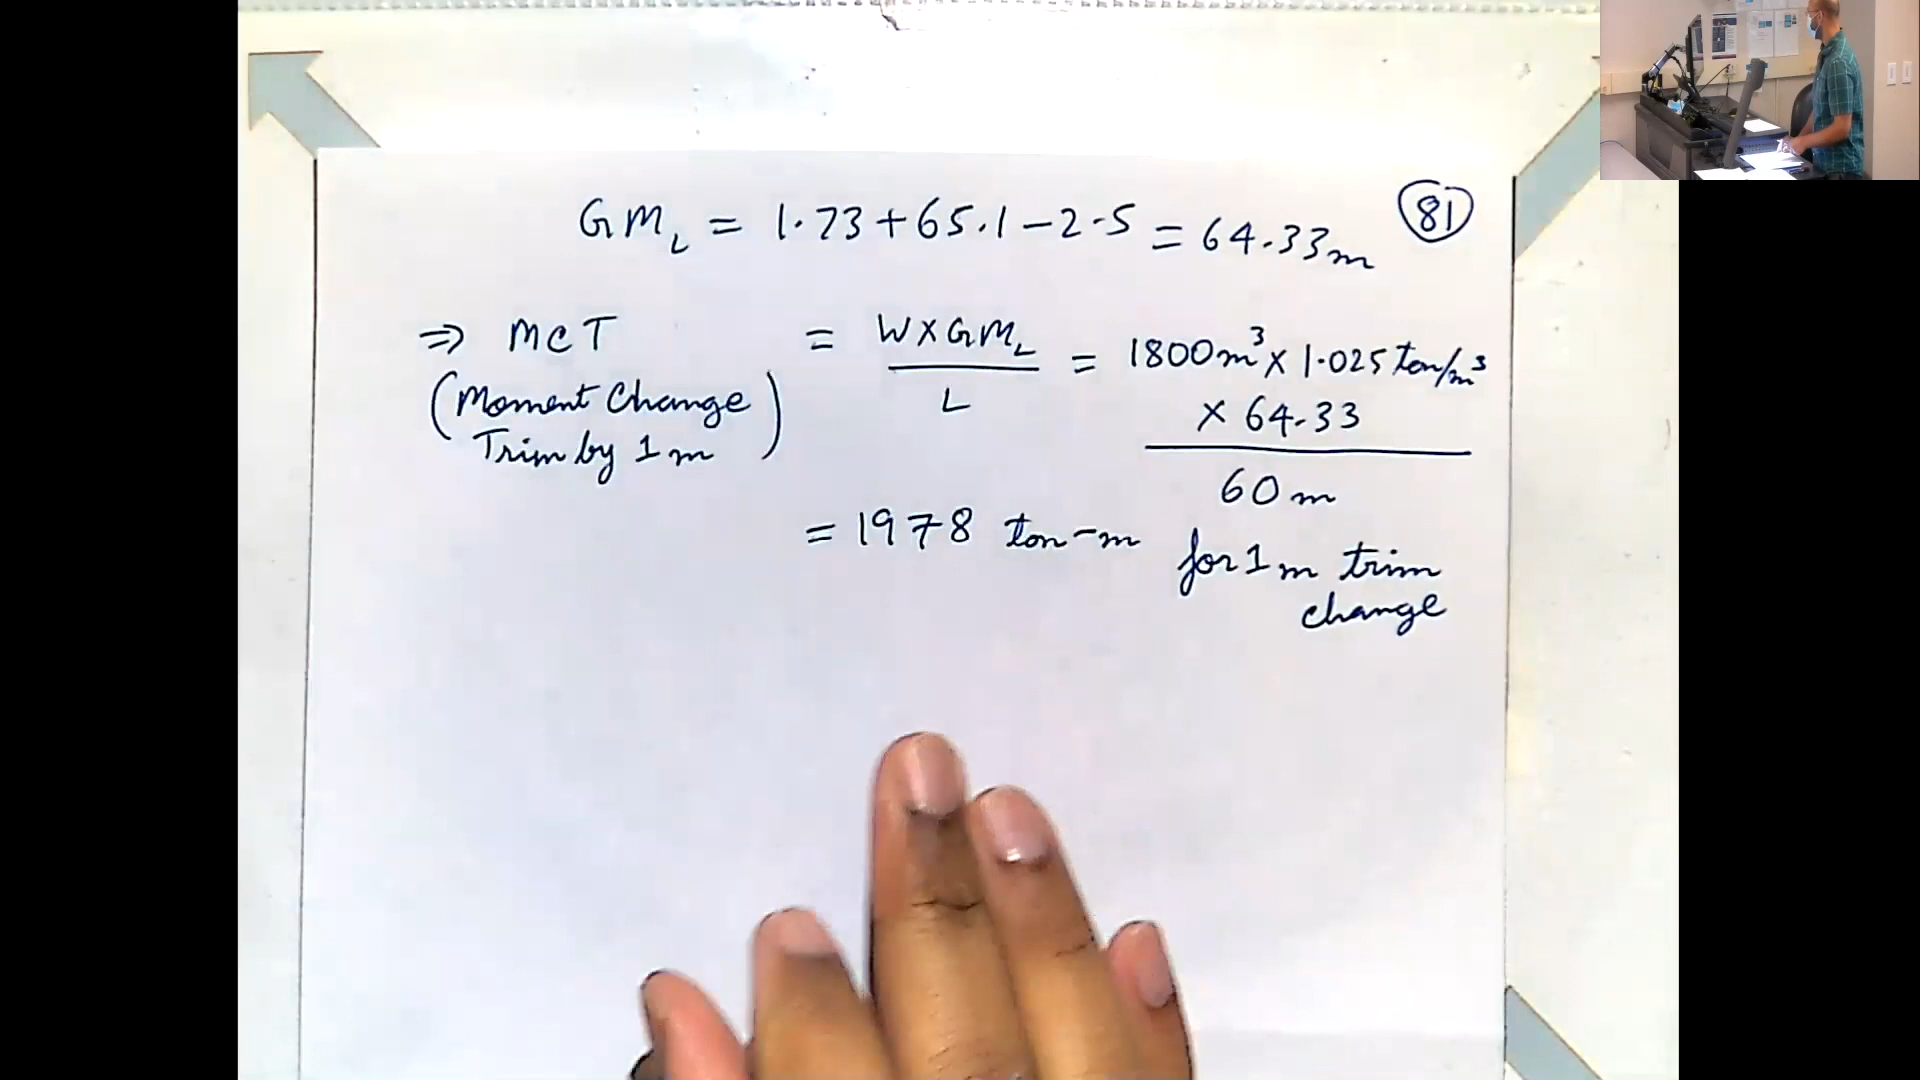 GM_L = 1.73 + 65.1 - 2.5 = 64.33 m
81
⇒ MCT = W X GM_L / L = 1800 m³ x 1.025 ton/m³
(Moment Change x 64.33
Trim by 1 m) 60 m
= 1978 ton-m for 1 m trim
change